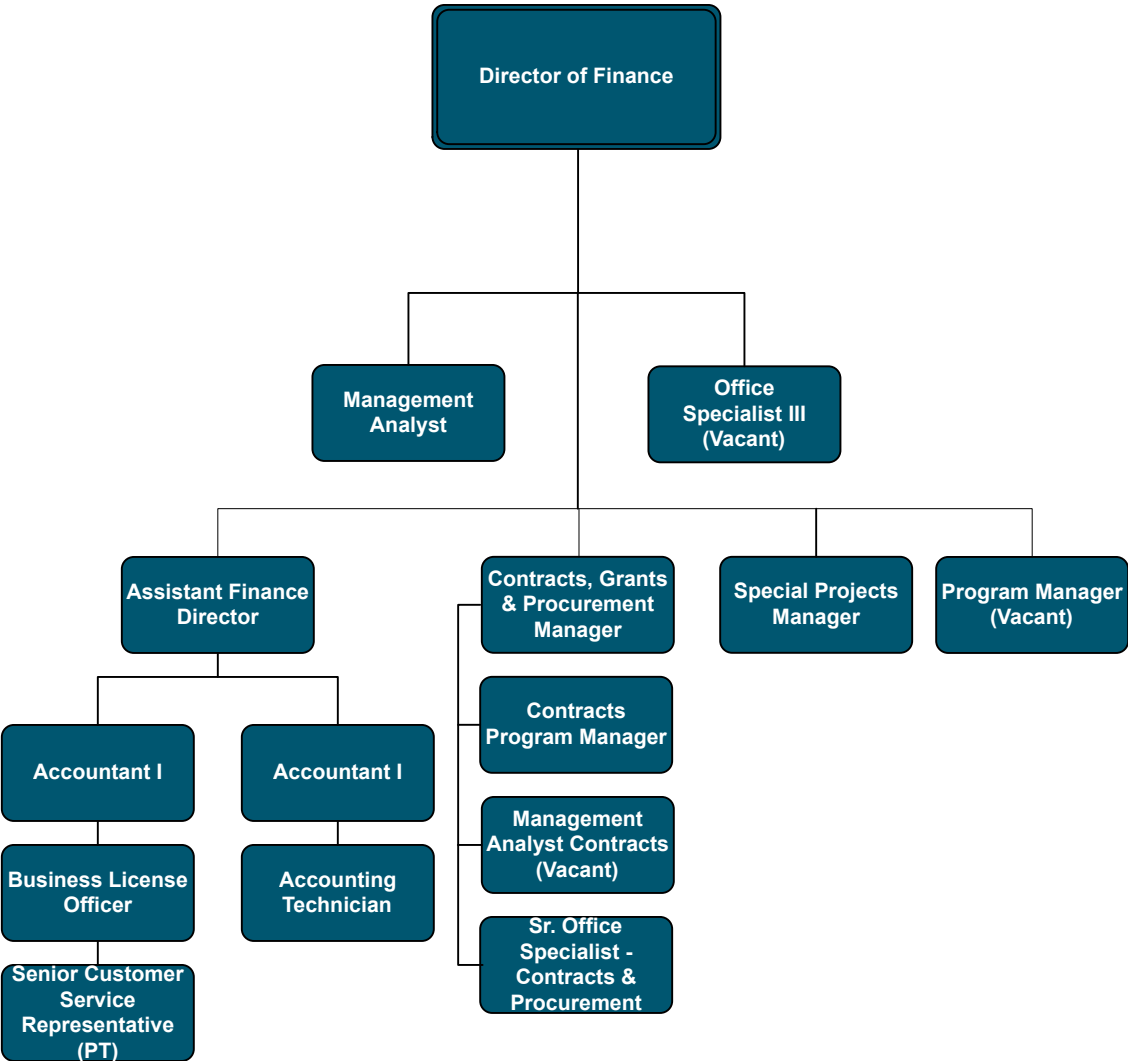 Director of Finance
Management
Analyst
Office
Specialist III
(Vacant)
Assistant Finance
Director
Contracts, Grants
& Procurement
Manager
Special Projects
Manager
Program Manager
(Vacant)
Contracts
Program Manager
Accountant I
Accountant I
Management
Analyst Contracts
(Vacant)
Business License
Officer
Accounting
Technician
Sr. Office
Specialist -
Contracts &
Procurement
Senior Customer
Service
Representative
(PT)